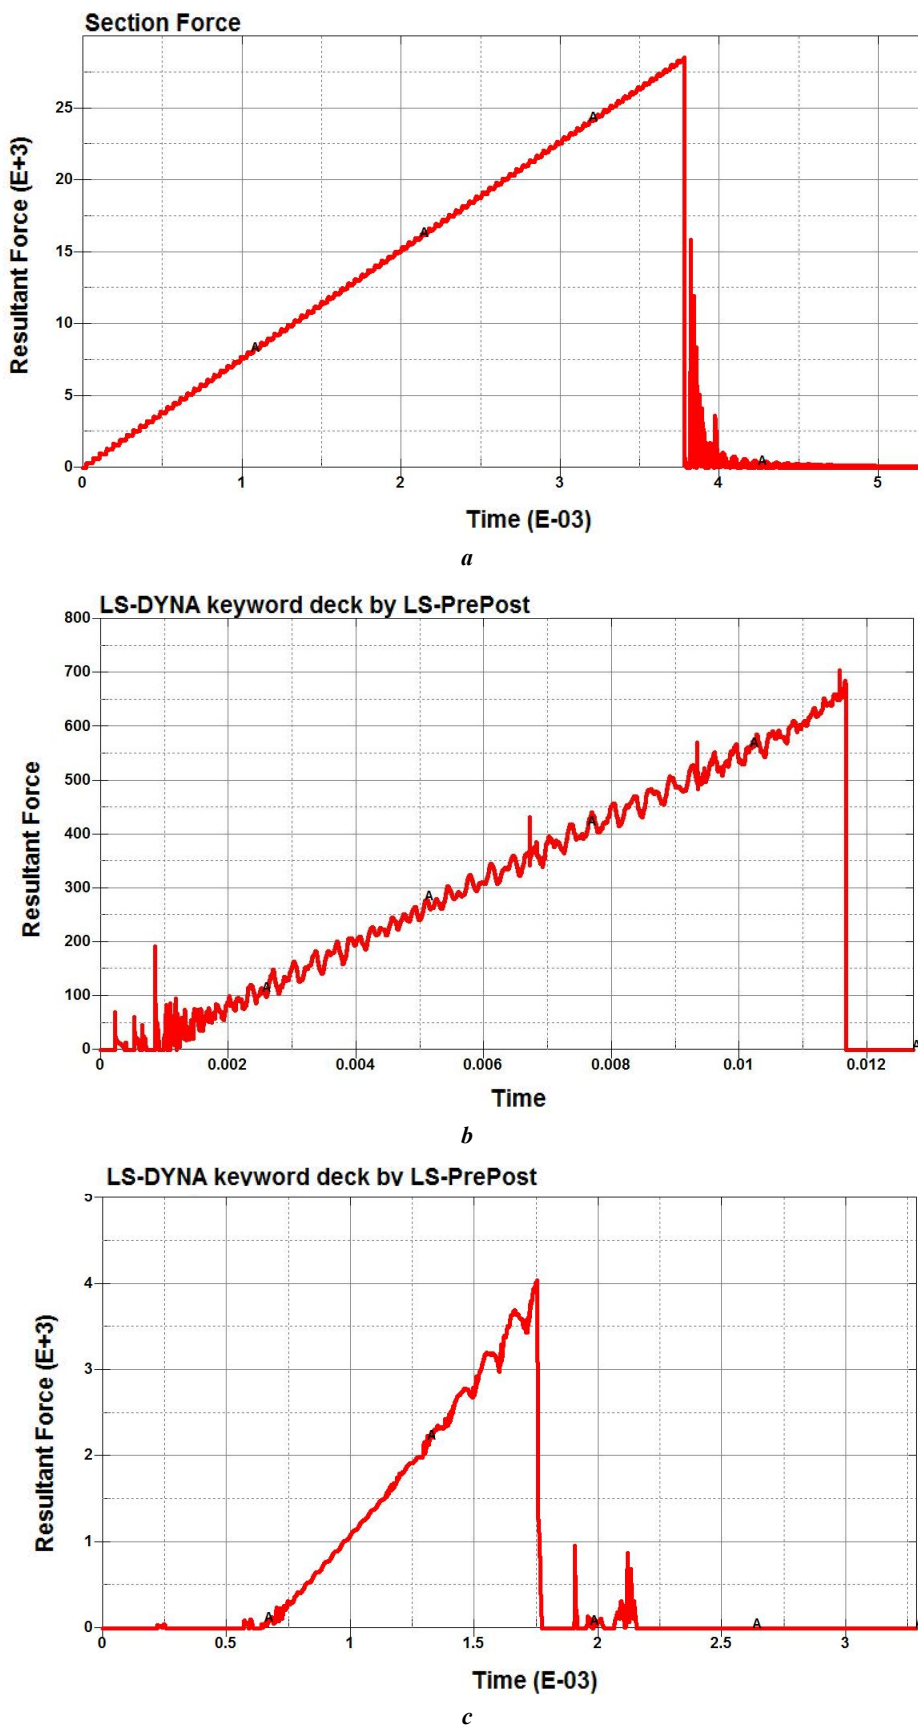 Section Force
Resultant Force (E+3)
25
20
15
10
5
0
A
A
A
A
0 1 2 3 4 5
Time (E-03)
a
LS-DYNA keyword deck by LS-PrePost
Resultant Force
800
700
600
500
400
300
200
100
0
A
A
A
A
A
0 0.002 0.004 0.006 0.008 0.01 0.012
Time
b
LS-DYNA keyword deck by LS-PrePost
Resultant Force (E+3)
5
4
3
2
1
0
A
A
A
A
0 0.5 1 1.5 2 2.5 3
Time (E-03)
c